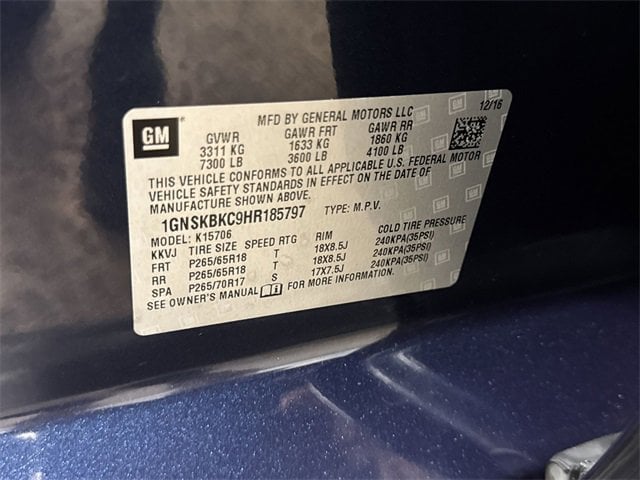 GM
MFD BY GENERAL MOTORS LLC
12/16
GVWR GAWR FRT GAWR RR
3311 KG 1633 KG 1860 KG
7300 LB 3600 LB 4100 LB
THIS VEHICLE CONFORMS TO ALL APPLICABLE U.S. FEDERAL MOTOR
VEHICLE SAFETY STANDARDS IN EFFECT ON THE DATE OF
MANUFACTURE SHOWN ABOVE.
1GNSKBKC9HR185797 TYPE: M.P.V.
MODEL: K15706
KKVJ TIRE SIZE SPEED RTG RIM COLD TIRE PRESSURE
FRT P265/65R18 T 18X8.5J 240KPA(35PSI)
RR P265/65R18 T 18X8.5J 240KPA(35PSI)
SPA P265/70R17 S 17X7.5J 240KPA(35PSI)
SEE OWNER'S MANUAL FOR MORE INFORMATION.